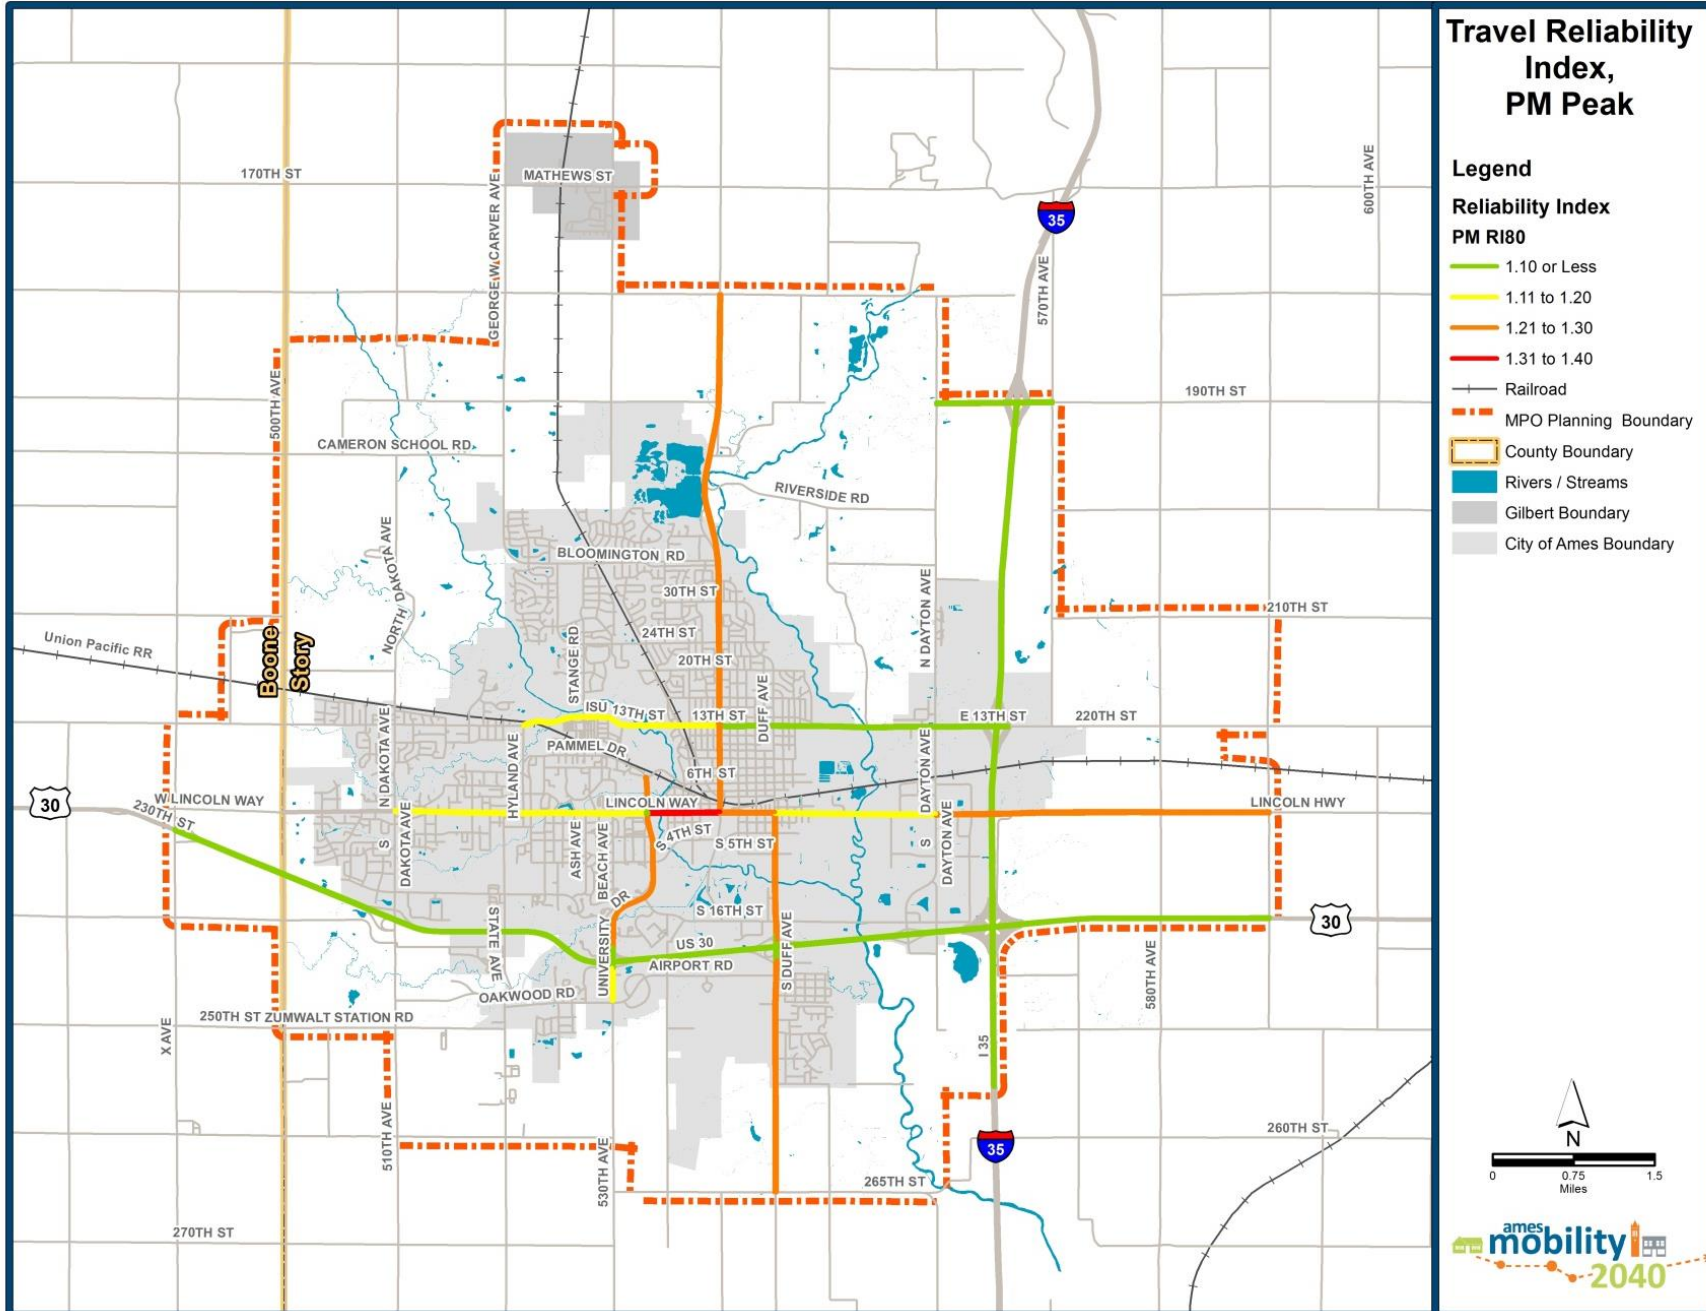 Travel Reliability
Index,
PM Peak
Legend
Reliability Index
PM RI80
1.10 or Less
1.11 to 1.20
1.21 to 1.30
1.31 to 1.40
Railroad
MPO Planning Boundary
County Boundary
Rivers / Streams
Gilbert Boundary
City of Ames Boundary
170TH ST
MATHEWS ST
GEORGE W CARVER AVE
600TH AVE
35
570TH AVE
190TH ST
500TH AVE
CAMERON SCHOOL RD
RIVERSIDE RD
NORTH DAKOTA AVE
BLOOMINGTON RD
30TH ST
N DAYTON AVE
210TH ST
24TH ST
STANGE RD
20TH ST
Union Pacific RR
Boone
Story
DUFF AVE
ISU 13TH ST
13TH ST
E 13TH ST
220TH ST
N DAKOTA AVE
HYLAND AVE
PAMMEL DR
6TH ST
DAYTON AVE
30
W LINCOLN WAY
LINCOLN WAY
LINCOLN HWY
230TH ST
S 4TH ST
S 5TH ST
S
DAKOTA AVE
ASH AVE
BEACH AVE
S
DAYTON AVE
S 16TH ST
30
STATE AVE
UNIVERSITY
DR
US 30
AIRPORT RD
S DUFF AVE
580TH AVE
OAKWOOD RD
250TH ST ZUMWALT STATION RD
X AVE
I 35
510TH AVE
530TH AVE
35
260TH ST
265TH ST
270TH ST
N
0 0.75 1.5
Miles
ames
mobility
2040